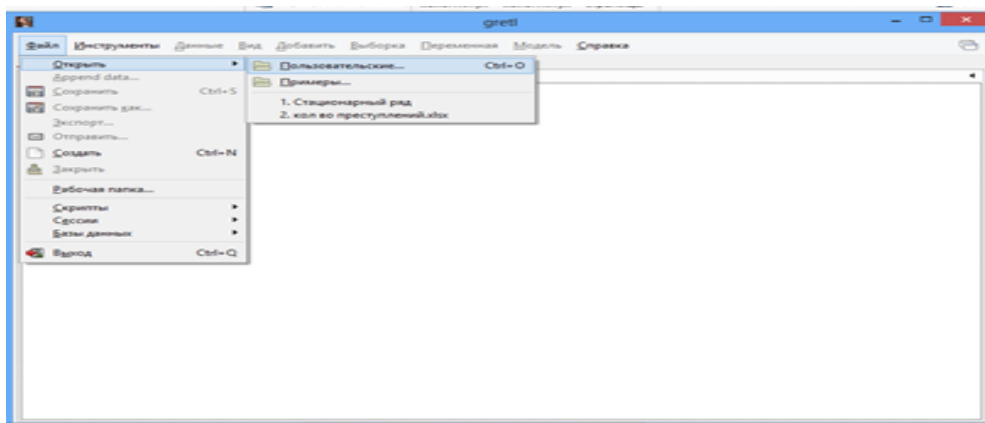 gretl
Файл Инструменты Данные Вид Добавить Выборка Переменная Модель Справка
Открыть
Append data...
Сохранить Ctrl+S
Сохранить как...
Экспорт...
Отправить...
Создать Ctrl+N
Закрыть
Рабочая папка...
Скрипты
Сессии
Базы данных
Выход Ctrl+Q
Пользовательские... Ctrl+O
Примеры...
1. Стационарный ряд
2. кол во преступлений.xlsx